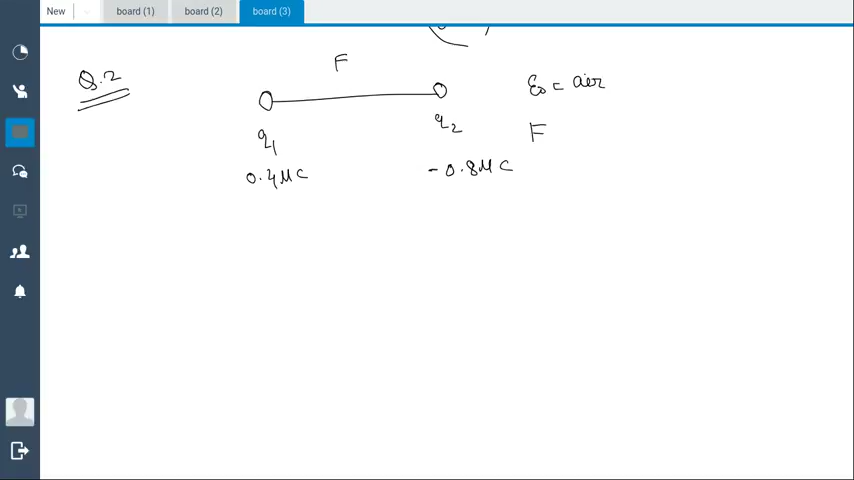 New
board (1)
board (2)
board (3)
Q.2
F
ε₀ = air
q₁
q₂
F
0.4μC
-0.8μC